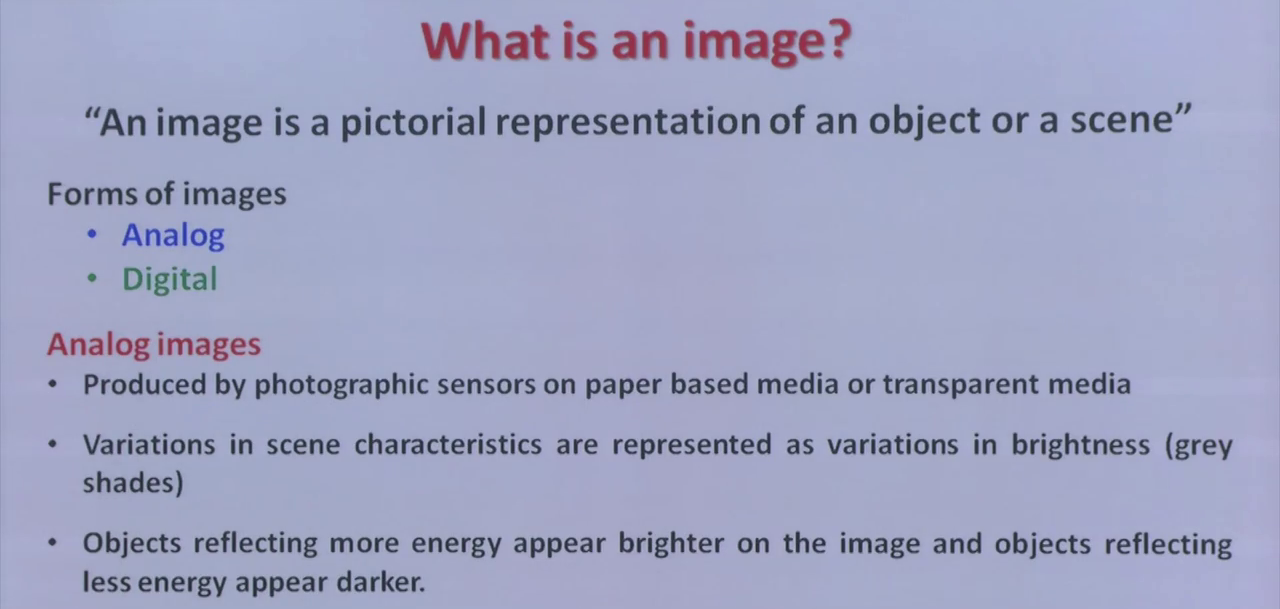 What is an image?
“An image is a pictorial representation of an object or a scene”
Forms of images
• Analog
• Digital
Analog images
• Produced by photographic sensors on paper based media or transparent media
• Variations in scene characteristics are represented as variations in brightness (grey
shades)
• Objects reflecting more energy appear brighter on the image and objects reflecting
less energy appear darker.